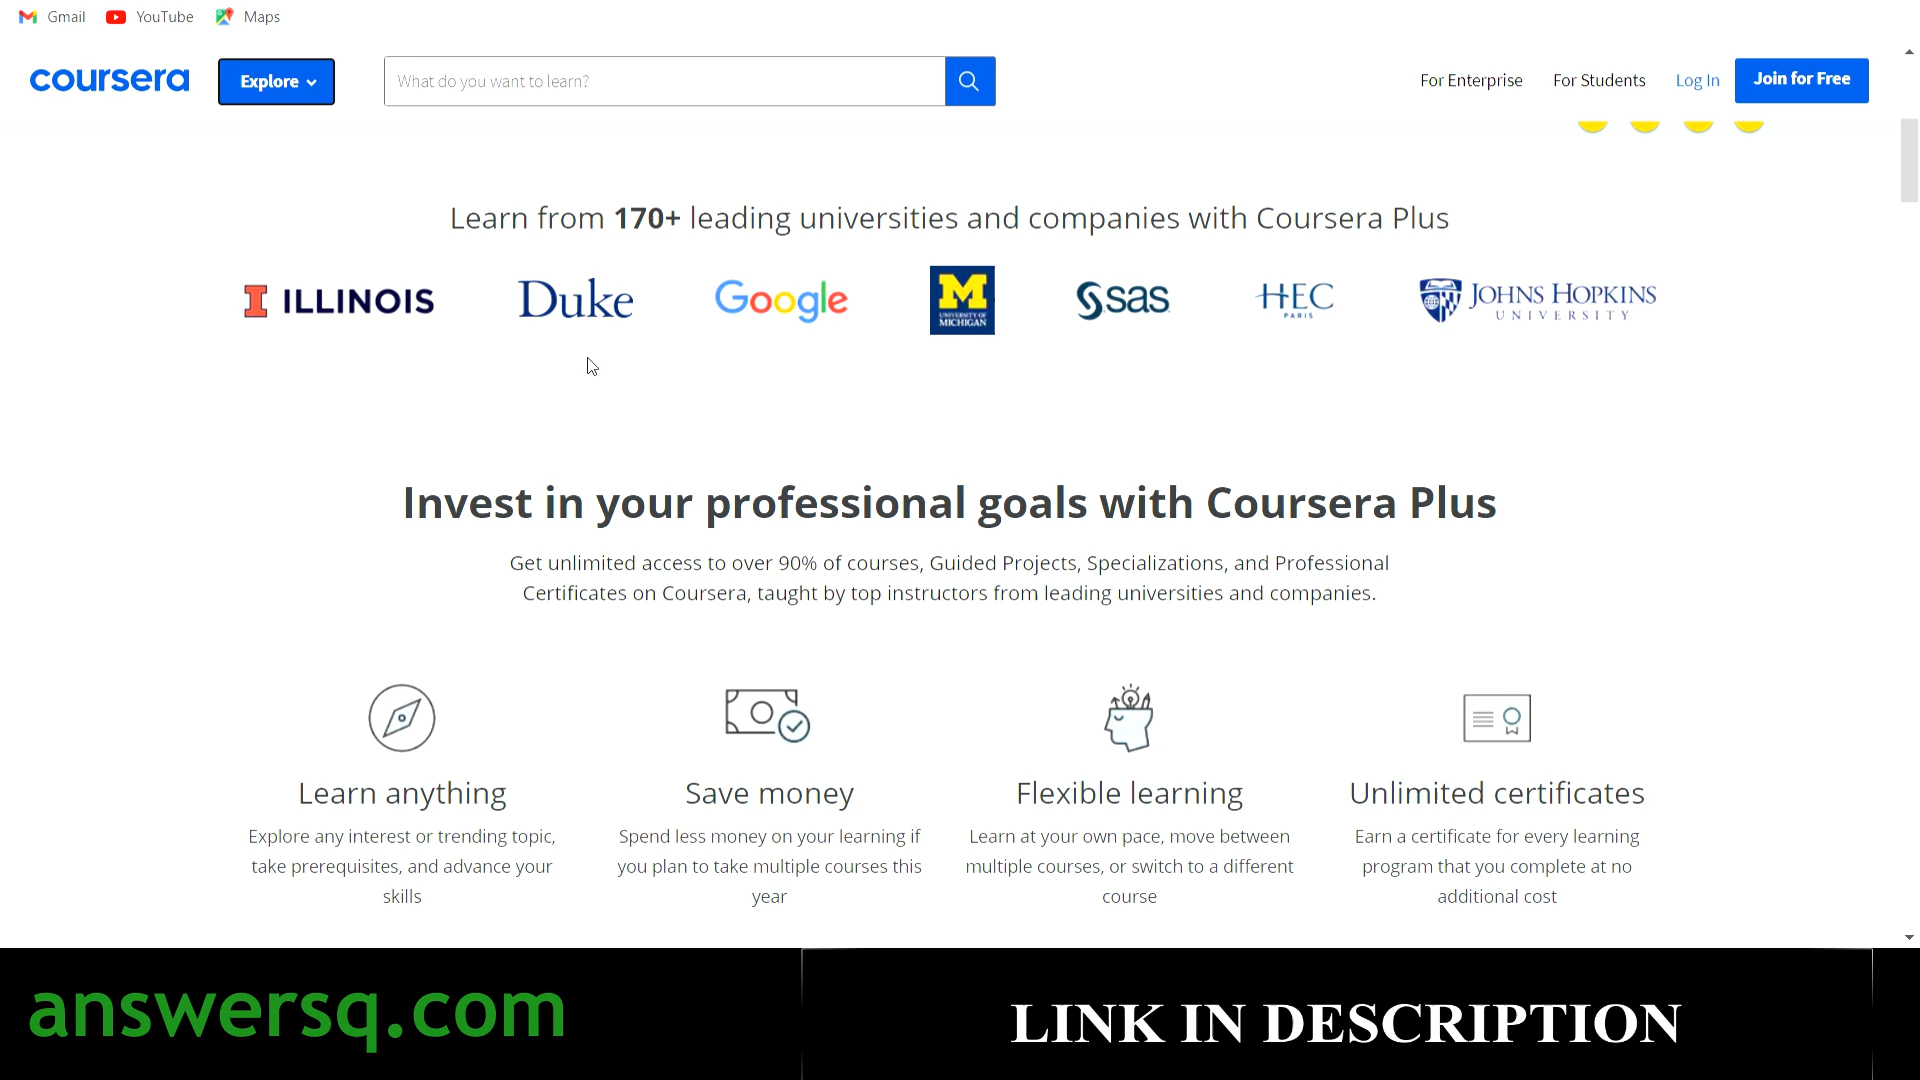 Gmail YouTube Maps
coursera Explore What do you want to learn? For Enterprise For Students Log In Join for Free
Learn from 170+ leading universities and companies with Coursera Plus
I ILLINOIS Duke Google M UNIVERSITY OF MICHIGAN sas HEC PARIS JOHNS HOPKINS UNIVERSITY
Invest in your professional goals with Coursera Plus
Get unlimited access to over 90% of courses, Guided Projects, Specializations, and Professional
Certificates on Coursera, taught by top instructors from leading universities and companies.
Learn anything
Explore any interest or trending topic,
take prerequisites, and advance your
skills
Save money
Spend less money on your learning if
you plan to take multiple courses this
year
Flexible learning
Learn at your own pace, move between
multiple courses, or switch to a different
course
Unlimited certificates
Earn a certificate for every learning
program that you complete at no
additional cost
answersq.com
LINK IN DESCRIPTION